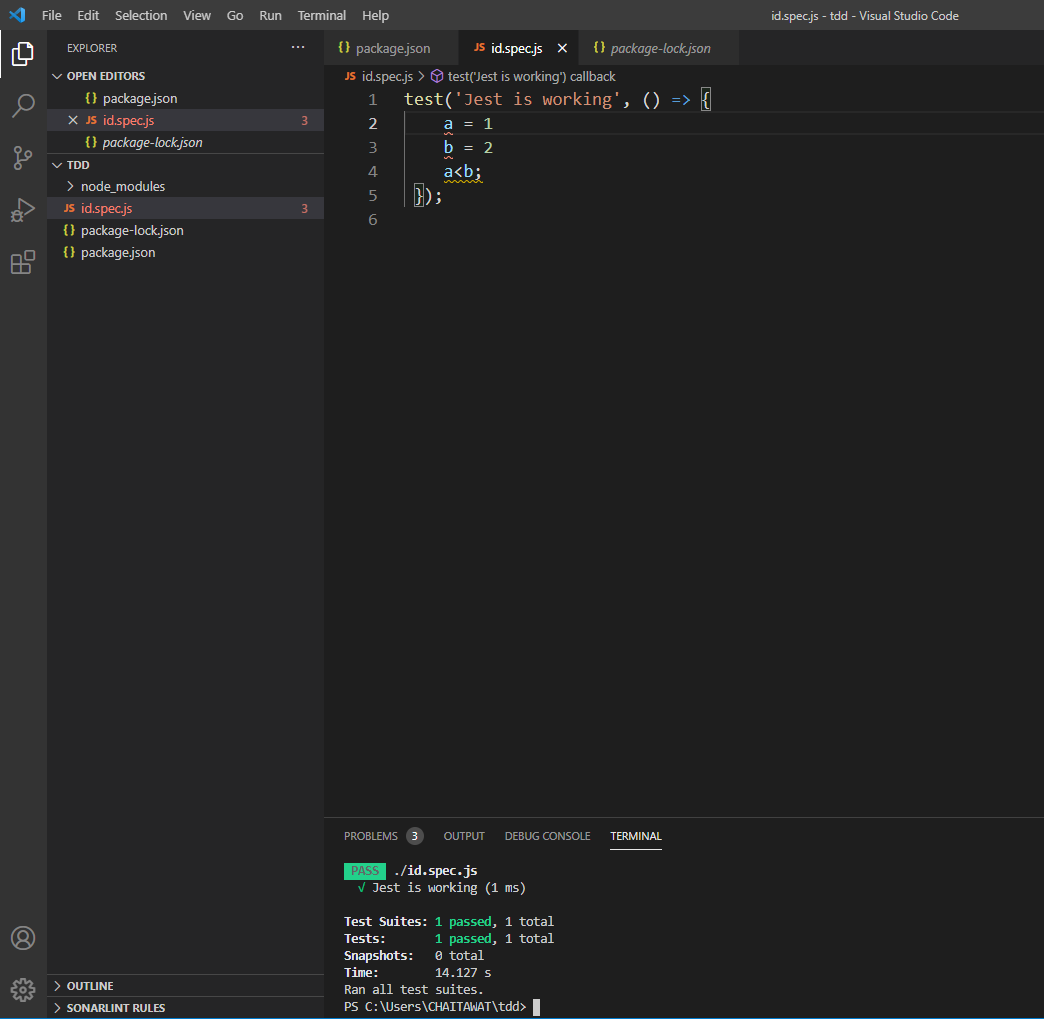 File Edit Selection View Go Run Terminal Help
id.spec.js - tdd - Visual Studio Code
EXPLORER ···
OPEN EDITORS
{} package.json
× JS id.spec.js 3
{} package-lock.json
TDD
> node_modules
JS id.spec.js 3
{} package-lock.json
{} package.json
> OUTLINE
> SONARLINT RULES
{} package.json JS id.spec.js × {} package-lock.json
JS id.spec.js > test('Jest is working') callback
1 test('Jest is working', () => {
2 a = 1
3 b = 2
4 a<b;
5 });
6
PROBLEMS 3 OUTPUT DEBUG CONSOLE TERMINAL
PASS ./id.spec.js
√ Jest is working (1 ms)
Test Suites: 1 passed, 1 total
Tests: 1 passed, 1 total
Snapshots: 0 total
Time: 14.127 s
Ran all test suites.
PS C:\Users\CHAITAWAT\tdd>